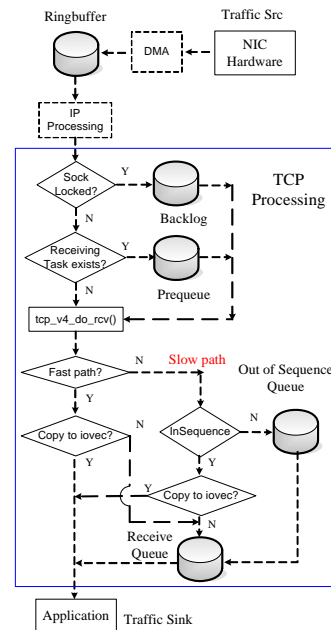 Ringbuffer
Traffic Src
DMA
NIC
Hardware
IP
Processing
TCP
Processing
Sock
Locked?
Y
Backlog
N
Receiving
Task exists?
Y
Prequeue
N
tcp_v4_do_rcv()
Fast path?
N
Slow path
Out of Sequence
Queue
Y
InSequence
N
Copy to iovec?
N
Y
Y
Y
Copy to iovec?
N
Receive
Queue
Application
Traffic Sink